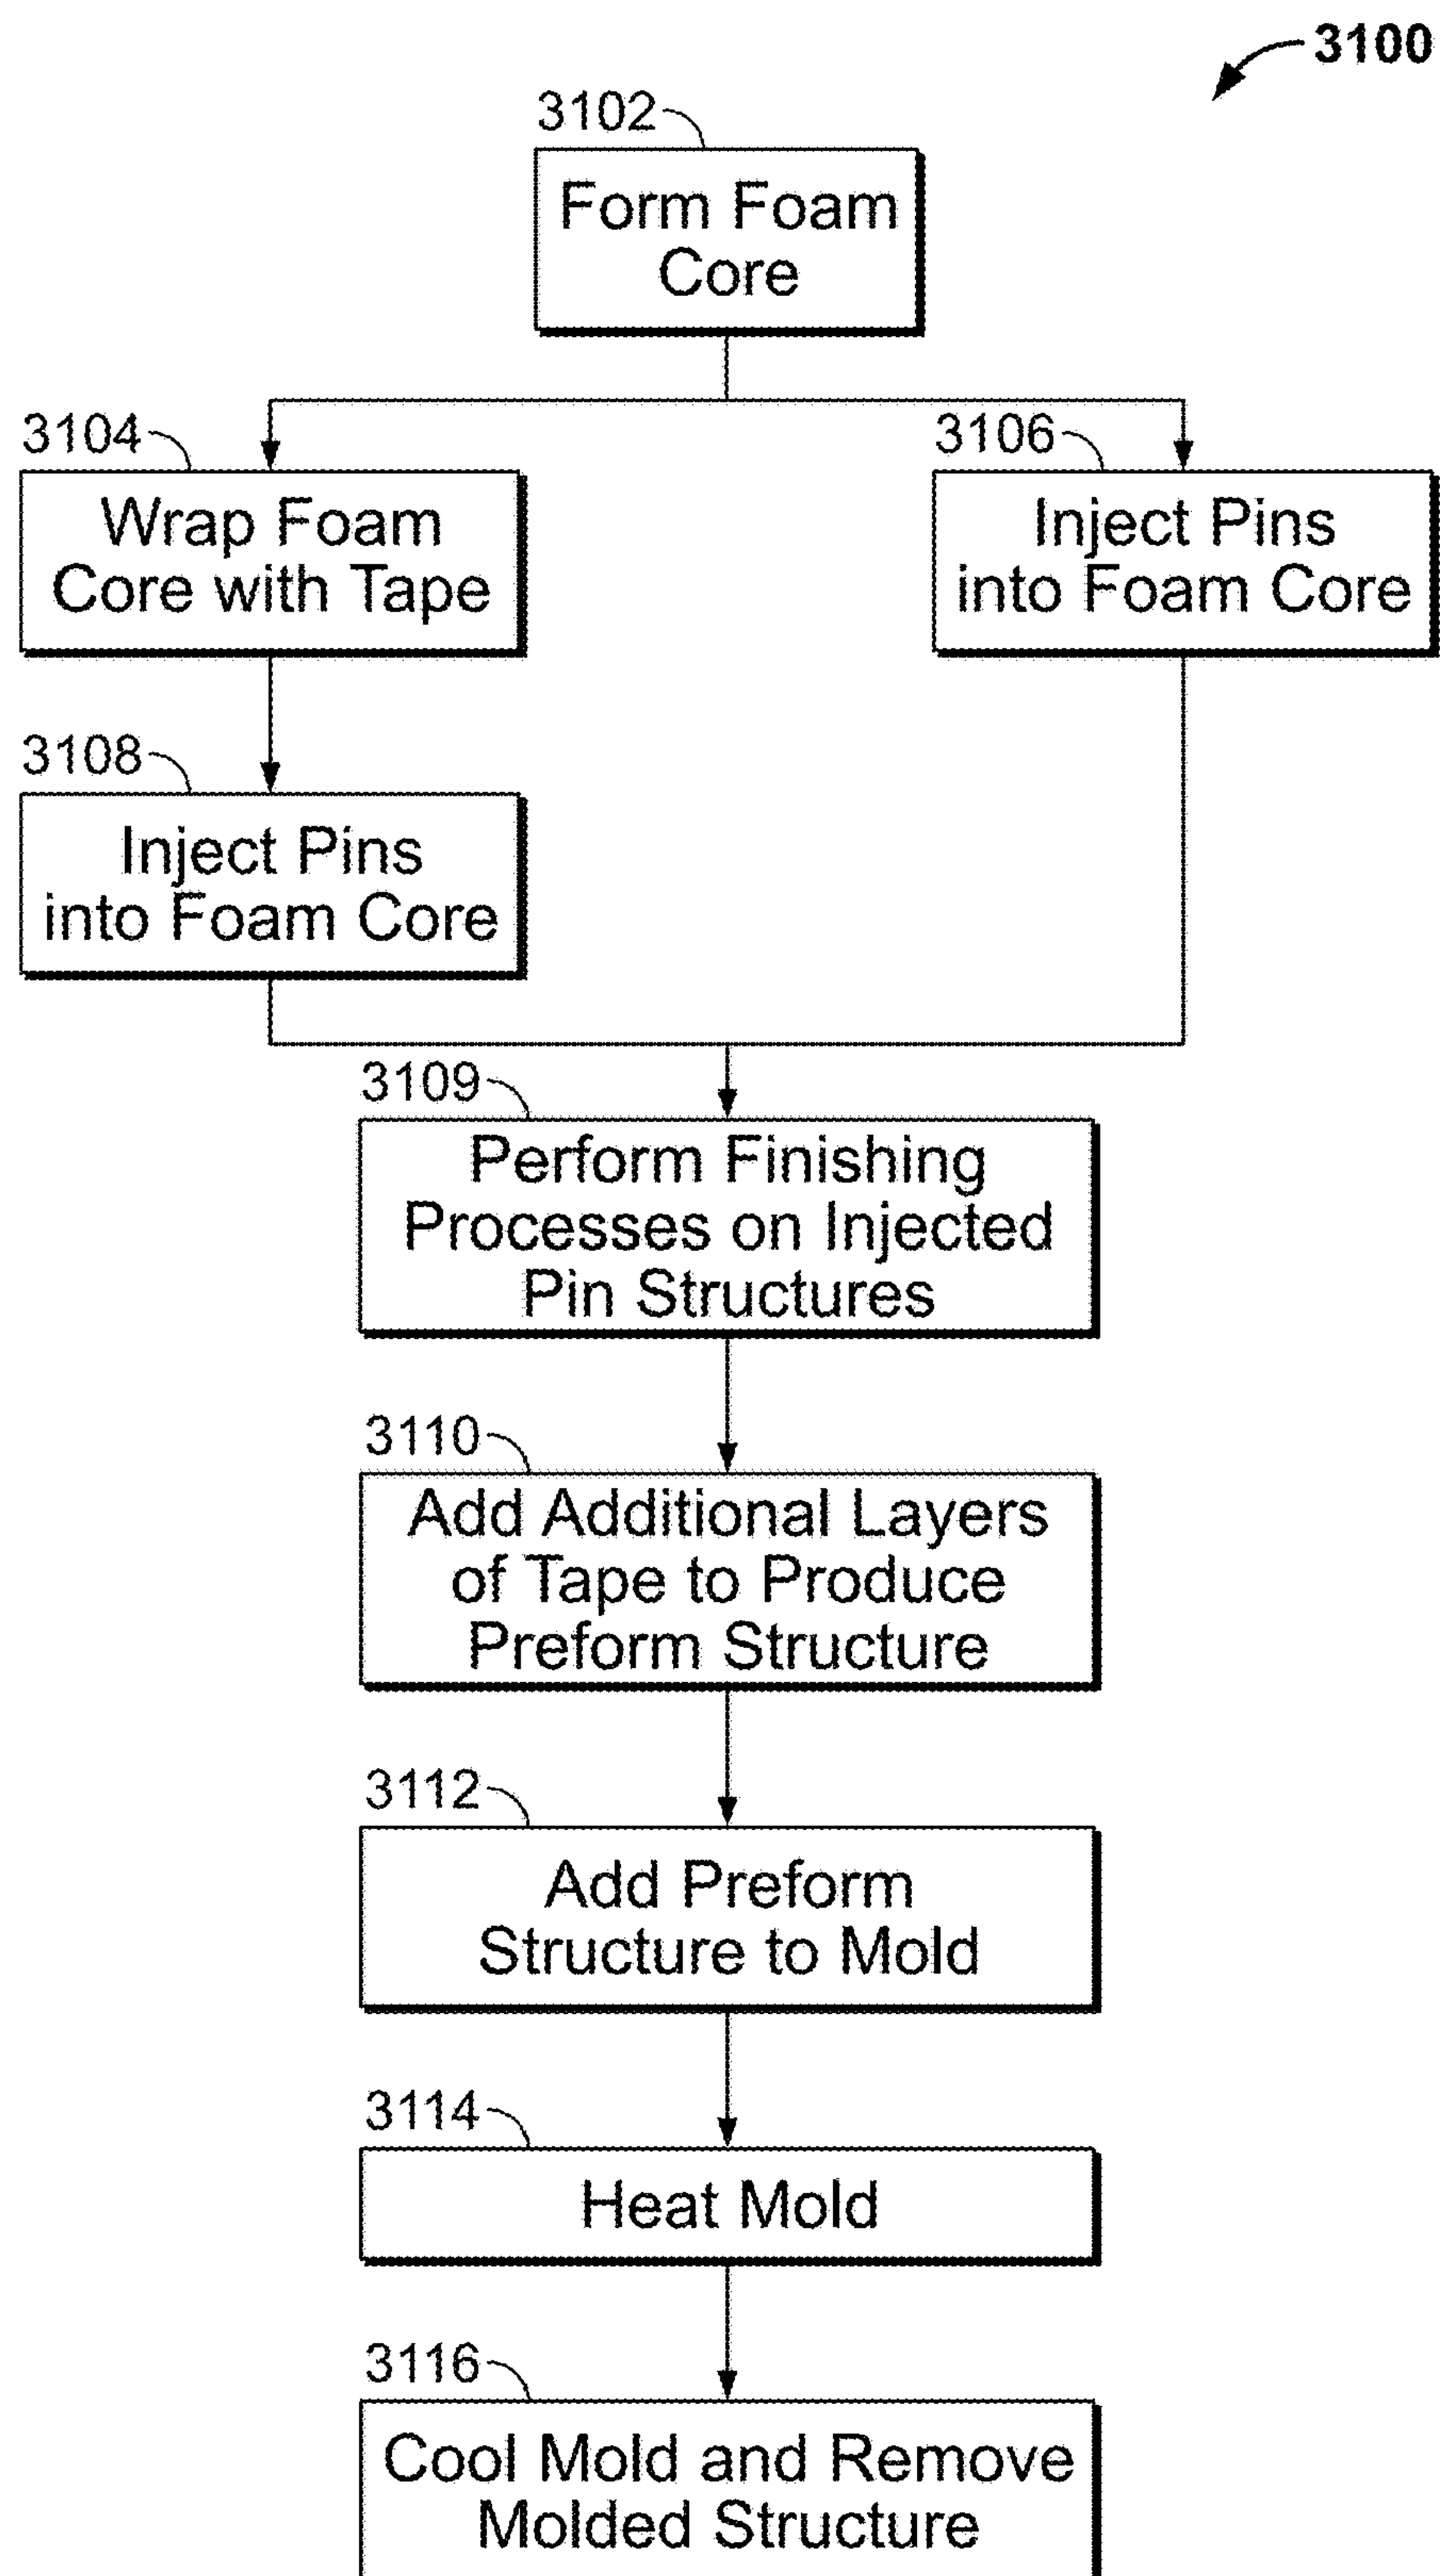 3100
3102
Form Foam
Core
3104
Wrap Foam
Core with Tape
3106
Inject Pins
into Foam Core
3108
Inject Pins
into Foam Core
3109
Perform Finishing
Processes on Injected
Pin Structures
3110
Add Additional Layers
of Tape to Produce
Preform Structure
3112
Add Preform
Structure to Mold
3114
Heat Mold
3116
Cool Mold and Remove
Molded Structure